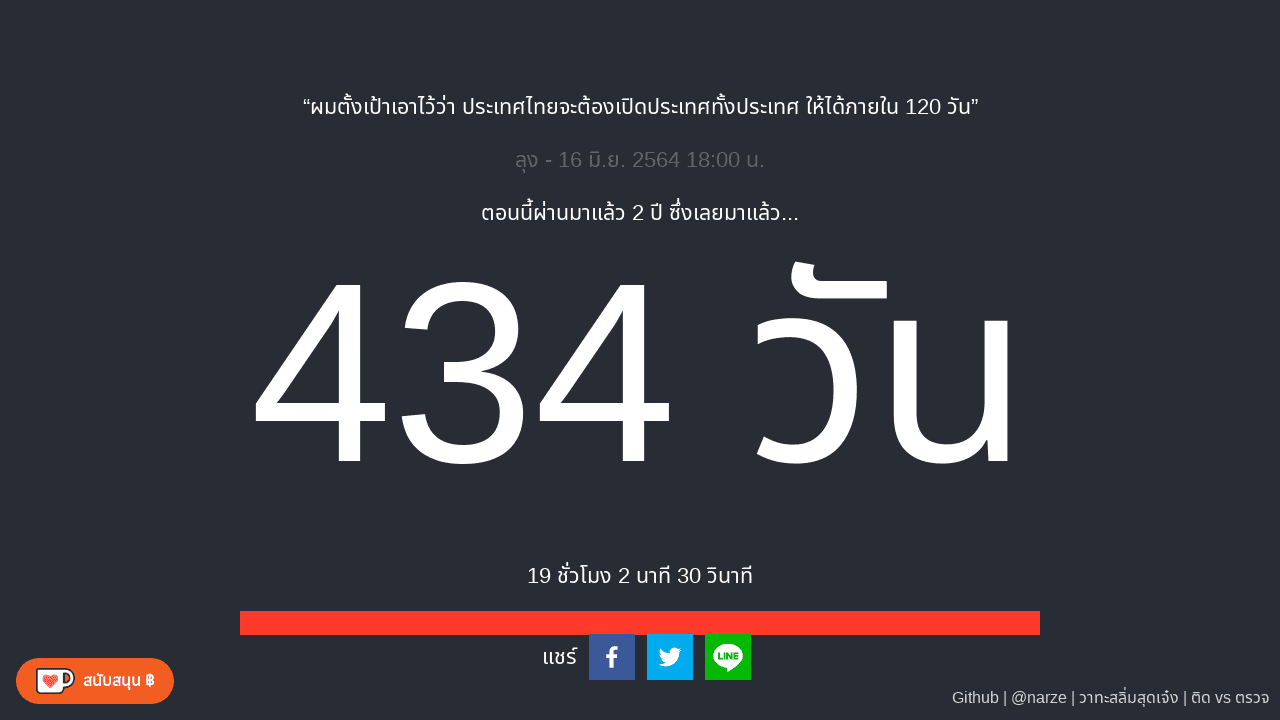 “ผมตั้งเป้าเอาไว้ว่า ประเทศไทยจะต้องเปิดประเทศทั้งประเทศ ให้ได้ภายใน 120 วัน”
ลุง - 16 มิ.ย. 2564 18:00 น.
ตอนนี้ผ่านมาแล้ว 2 ปี ซึ่งเลยมาแล้ว...
434 วัน
19 ชั่วโมง 2 นาที 30 วินาที
แชร์
LINE
สนับสนุน ฿
Github | @narze | วาทะสลิ่มสุดเจ๋ง | ติด vs ตรวจ